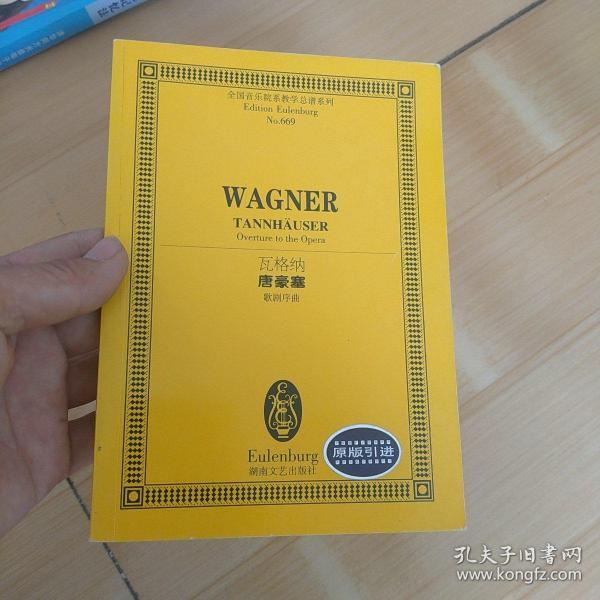 全国音乐院系教学总谱系列
Edition Eulenburg
No.669
WAGNER
TANNHÄUSER
Overture to the Opera
瓦格纳
唐豪塞
歌剧序曲
Eulenburg
湖南文艺出版社
原版引进
孔夫子旧书网
www.kongfz.com